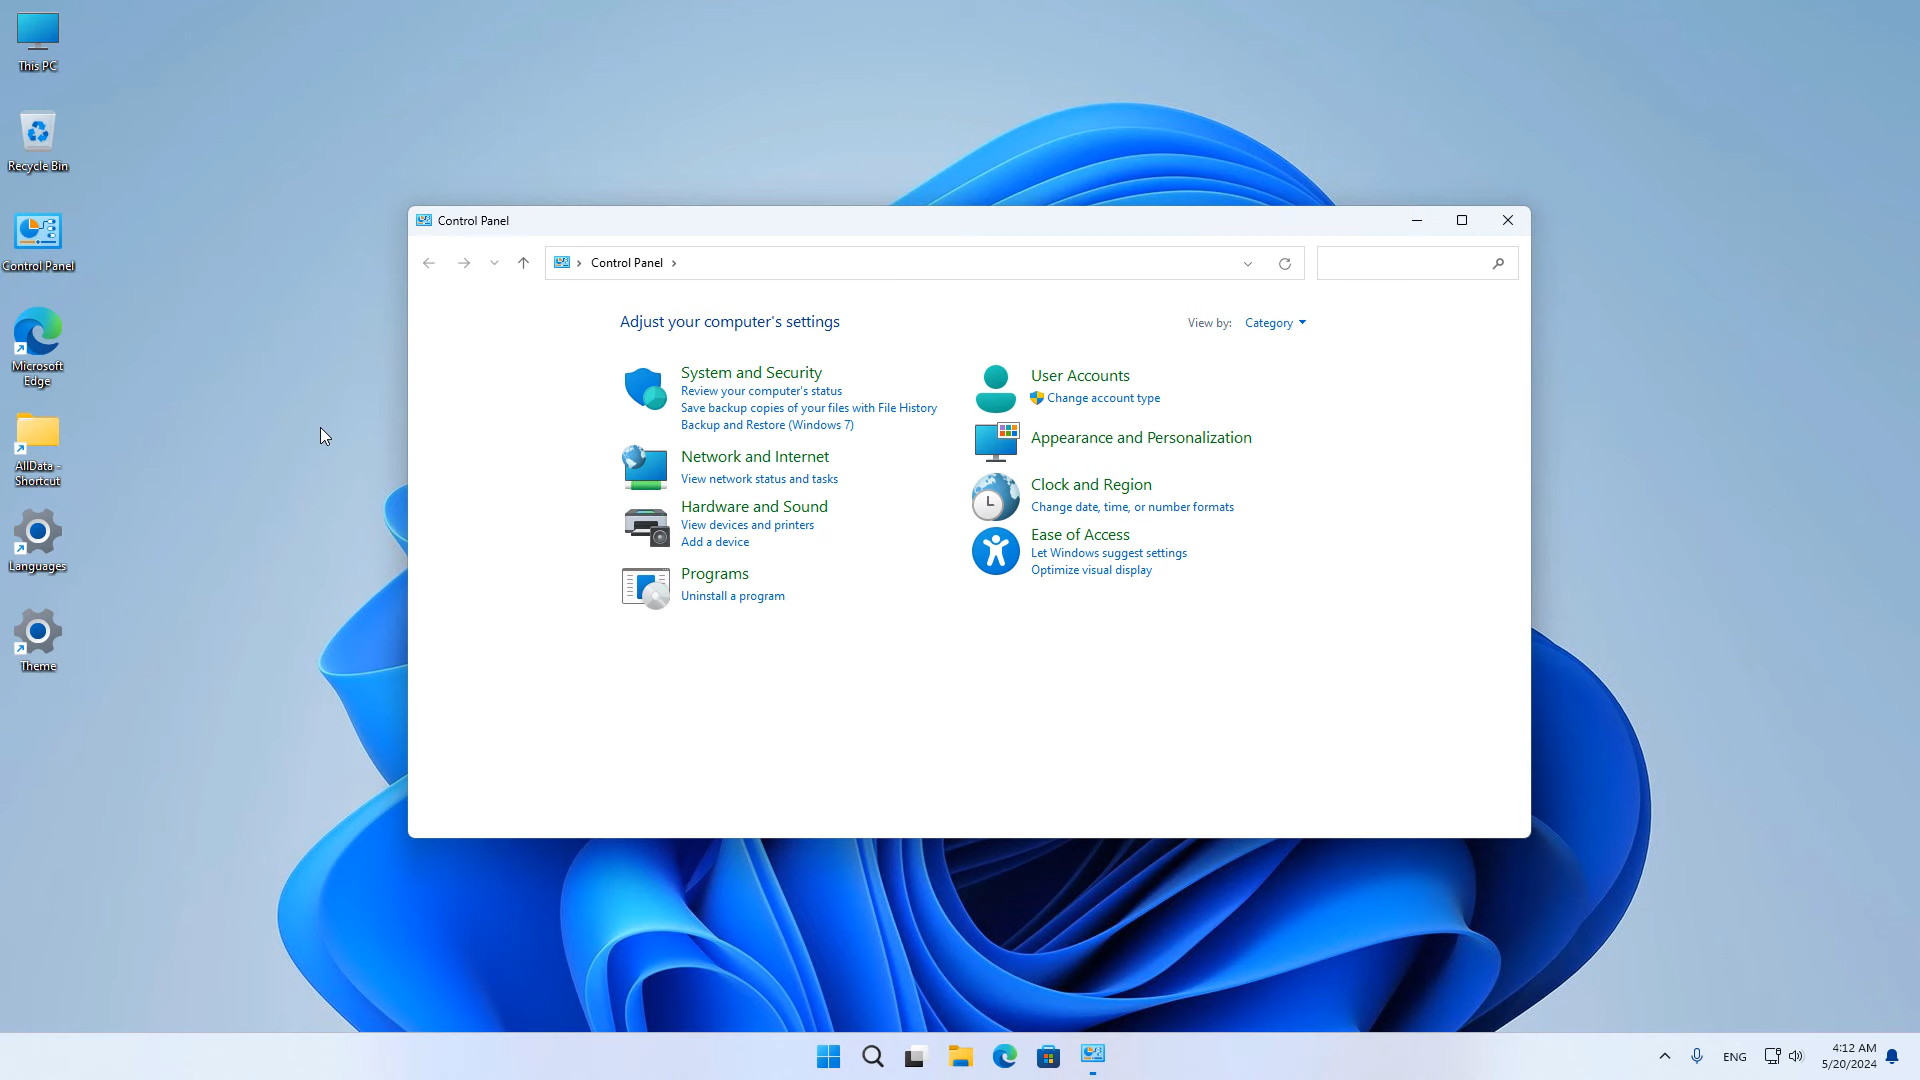 This PC
Recycle Bin
Control Panel
Microsoft
Edge
AllData -
Shortcut
Languages
Theme
Control Panel
Control Panel
Adjust your computer's settings
View by:
Category
System and Security
Review your computer's status
Save backup copies of your files with File History
Backup and Restore (Windows 7)
Network and Internet
View network status and tasks
Hardware and Sound
View devices and printers
Add a device
Programs
Uninstall a program
User Accounts
Change account type
Appearance and Personalization
Clock and Region
Change date, time, or number formats
Ease of Access
Let Windows suggest settings
Optimize visual display
ENG
4:12 AM
5/20/2024